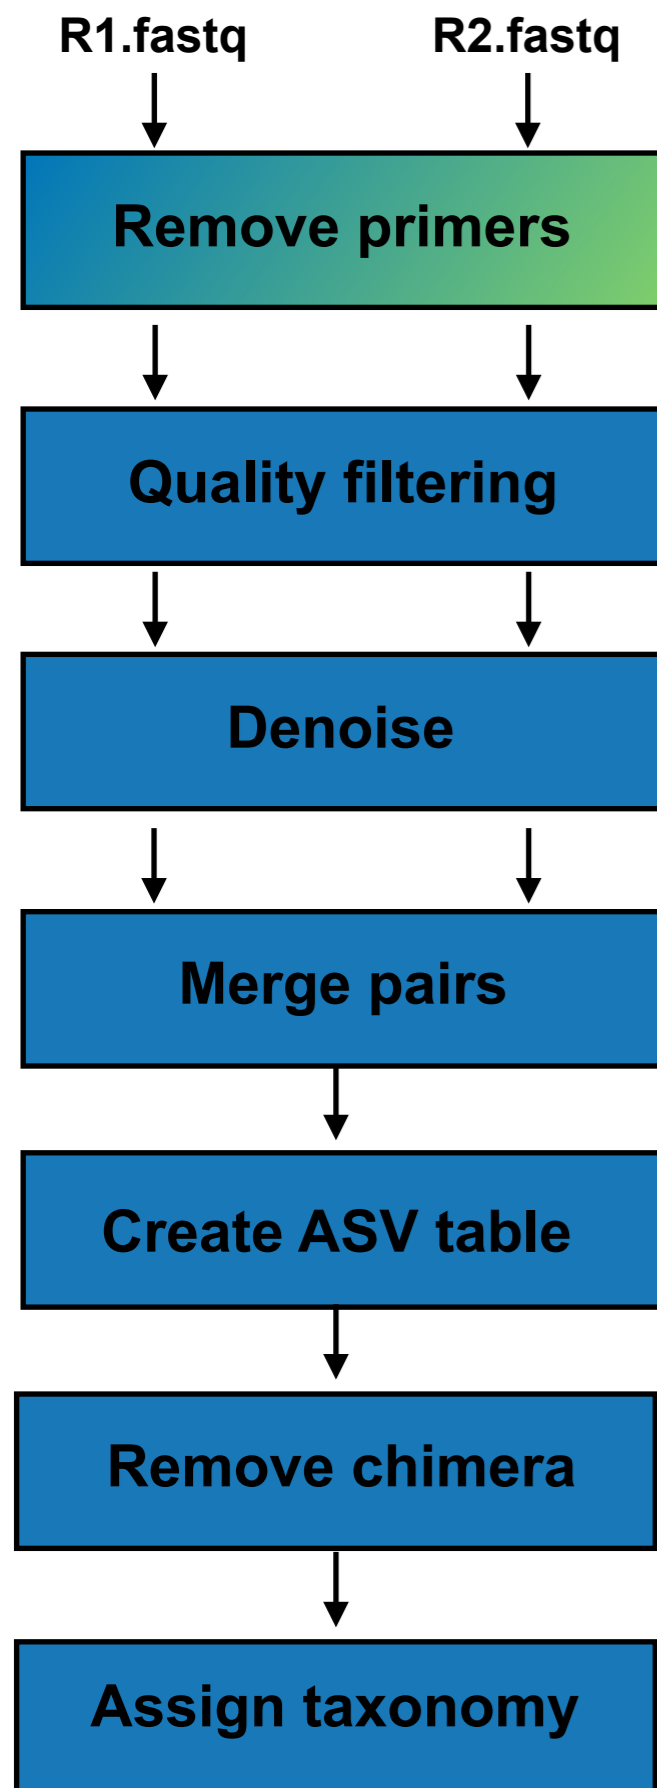 R1.fastq R2.fastq
Remove primers
Quality filtering
Denoise
Merge pairs
Create ASV table
Remove chimera
Assign taxonomy